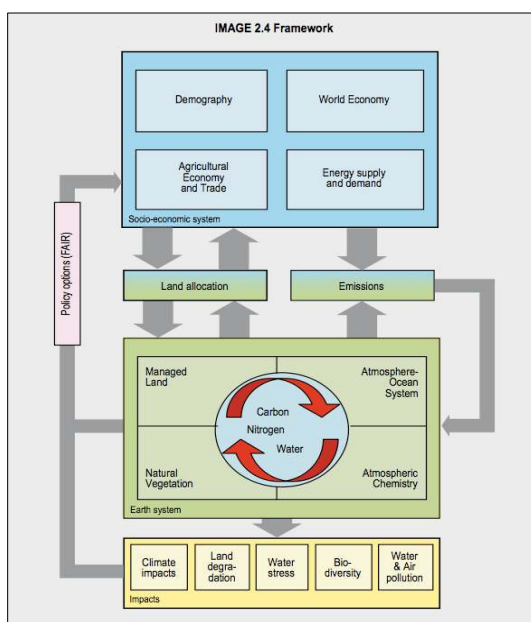 IMAGE 2.4 Framework
Demography
World Economy
Agricultural
Economy
and Trade
Energy supply
and demand
Socio-economic system
Policy options (FAIR)
Land allocation
Emissions
Managed
Land
Atmosphere-
Ocean
System
Carbon
Nitrogen
Water
Natural
Vegetation
Atmospheric
Chemistry
Earth system
Climate
impacts
Land
degra-
dation
Water
stress
Bio-
diversity
Water
& Air
pollution
Impacts